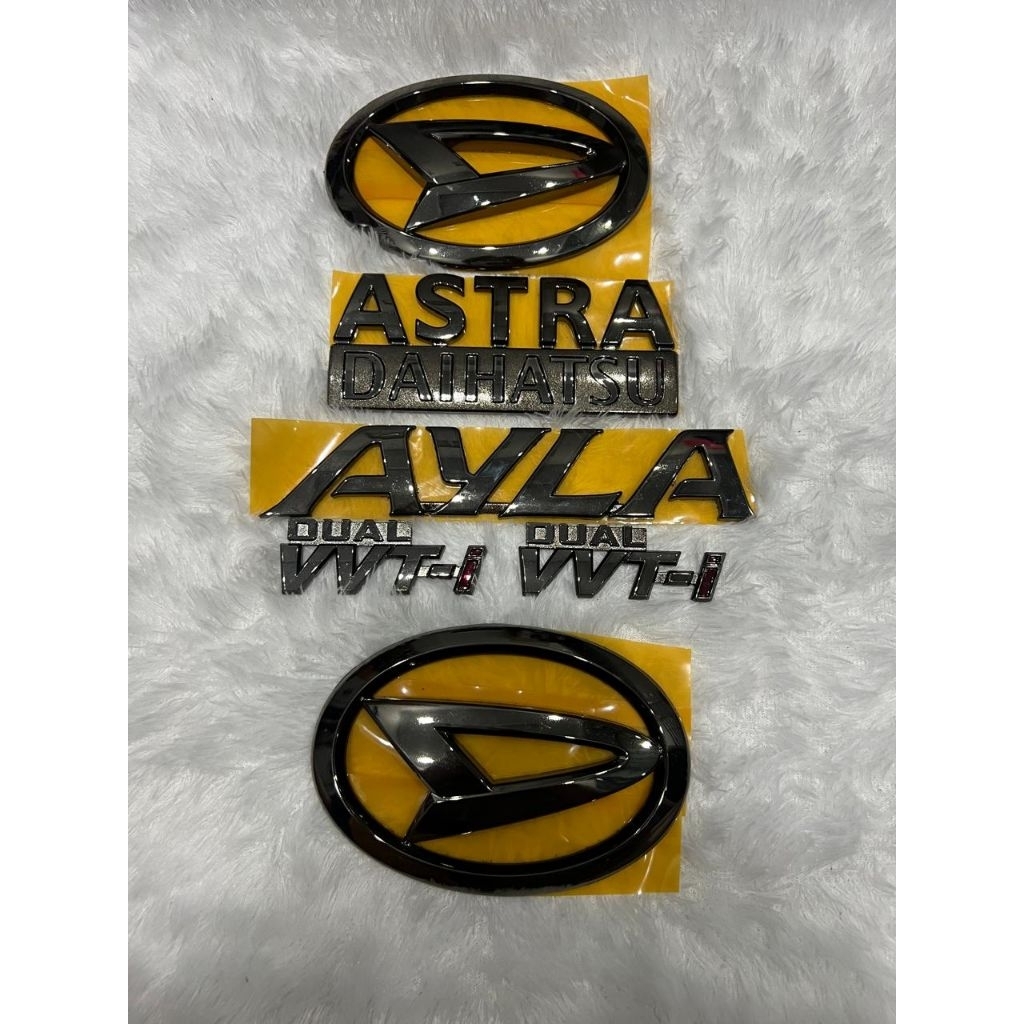 ASTRA
DAIHATSU
AYLA
DUAL DUAL
VVT-i VVT-i